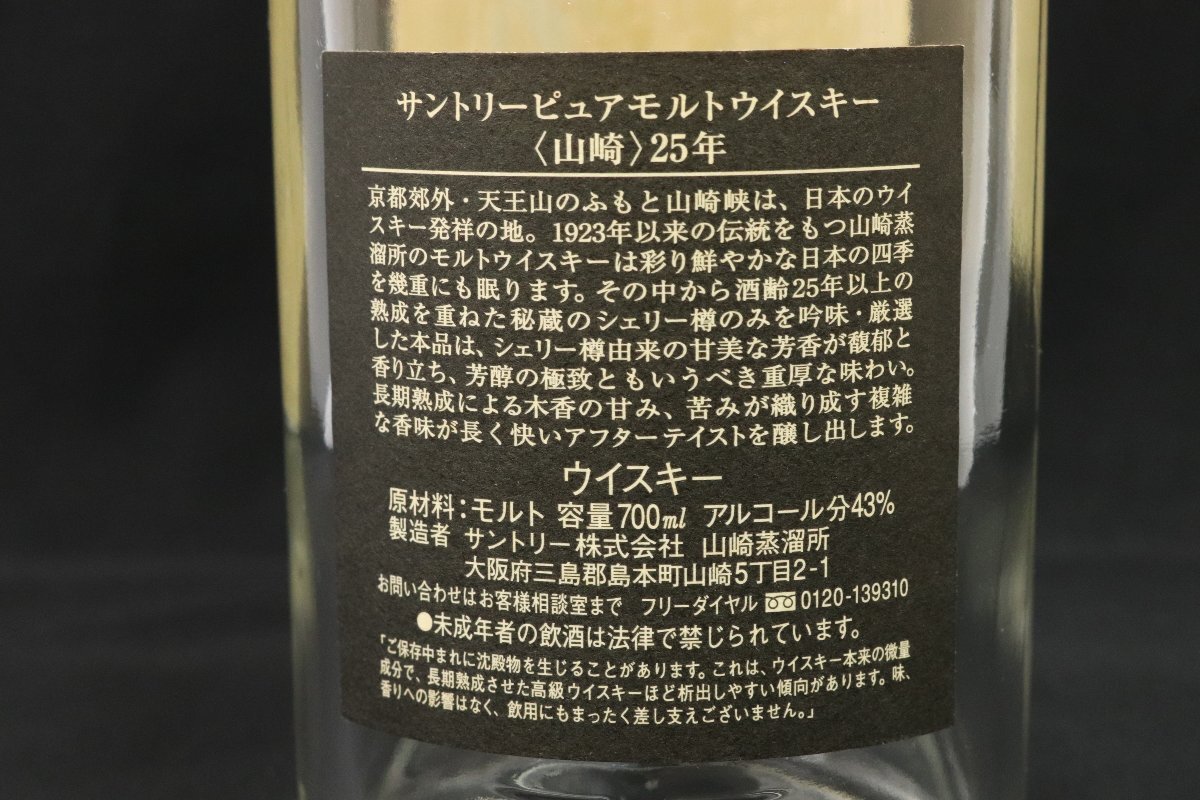 サントリーピュアモルトウイスキー
〈山崎〉25年
京都郊外・天王山のふもと山崎峡は、日本のウイ
スキー発祥の地。1923年以来の伝統をもつ山崎蒸
溜所のモルトウイスキーは彩り鮮やかな日本の四季
を幾重にも眠ります。その中から酒齢25年以上の
熟成を重ねた秘蔵のシェリー樽のみを吟味・厳選
した本品は、シェリー樽由来の甘美な芳香が馥郁と
香り立ち、芳醇の極致ともいうべき重厚な味わい。
長期熟成による木香の甘み、苦みが織り成す複雑
な香味が長く快いアフターテイストを醸し出します。
ウイスキー
原材料:モルト 容量700ml アルコール分43%
製造者 サントリー株式会社 山崎蒸溜所
大阪府三島郡島本町山崎5丁目2-1
お問い合わせはお客様相談室まで フリーダイヤル 0120-139310
●未成年者の飲酒は法律で禁じられています。
「ご保存中まれに沈殿物を生じることがあります。これは、ウイスキー本来の微量
成分で、長期熟成させた高級ウイスキーほど析出しやすい傾向があります。味、
香りへの影響はなく、飲用にもまったく差し支えございません。」